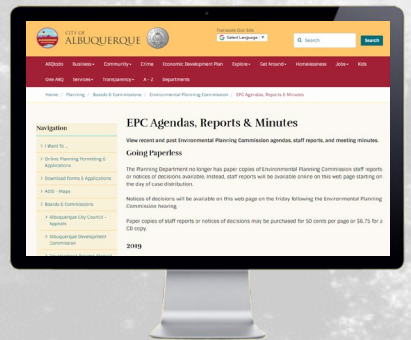 CITY OF
ALBUQUERQUE
Translate Our Site
G Select Language ▼
Search
Search
ABQ311
Business
Community
Crime
Economic Development Plan
Explore
Get Around
Homelessness
Jobs
Kids
One ABQ
Services
Transparency
A - Z
Departments
Home / Planning / Boards & Commissions / Environmental Planning Commission / EPC Agendas, Reports & Minutes
Navigation
I Want To ...
Online Planning Permitting & Applications
Download Forms & Applications
AGIS - Maps
Boards & Commissions
Albuquerque City Council - Appeals
Albuquerque Development Commission
EPC Agendas, Reports & Minutes
View recent and past Environmental Planning Commission agendas, staff reports, and meeting minutes.
Going Paperless
The Planning Department no longer has paper copies of Environmental Planning Commission staff reports
or notices of decisions available. Instead, staff reports will be available online on this web page starting on
the day of case distribution.
Notices of decisions will be available on this web page on the Friday following the Environmental Planning
Commission hearing.
Paper copies of staff reports or notices of decisions may be purchased for 50 cents per page or $6.75 for a
CD copy.
2019